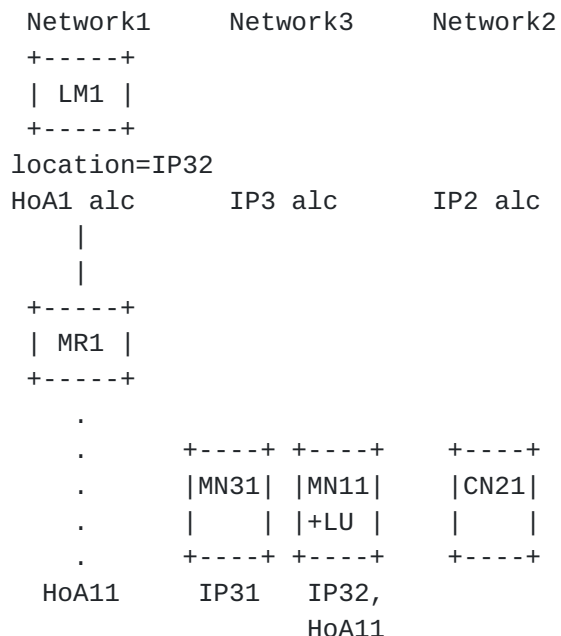 Network1 Network3 Network2
LM1
location=IP32
HoA1 alc IP3 alc IP2 alc
MR1
MN31 MN11 CN21
+LU
HoA11 IP31 IP32,
HoA11